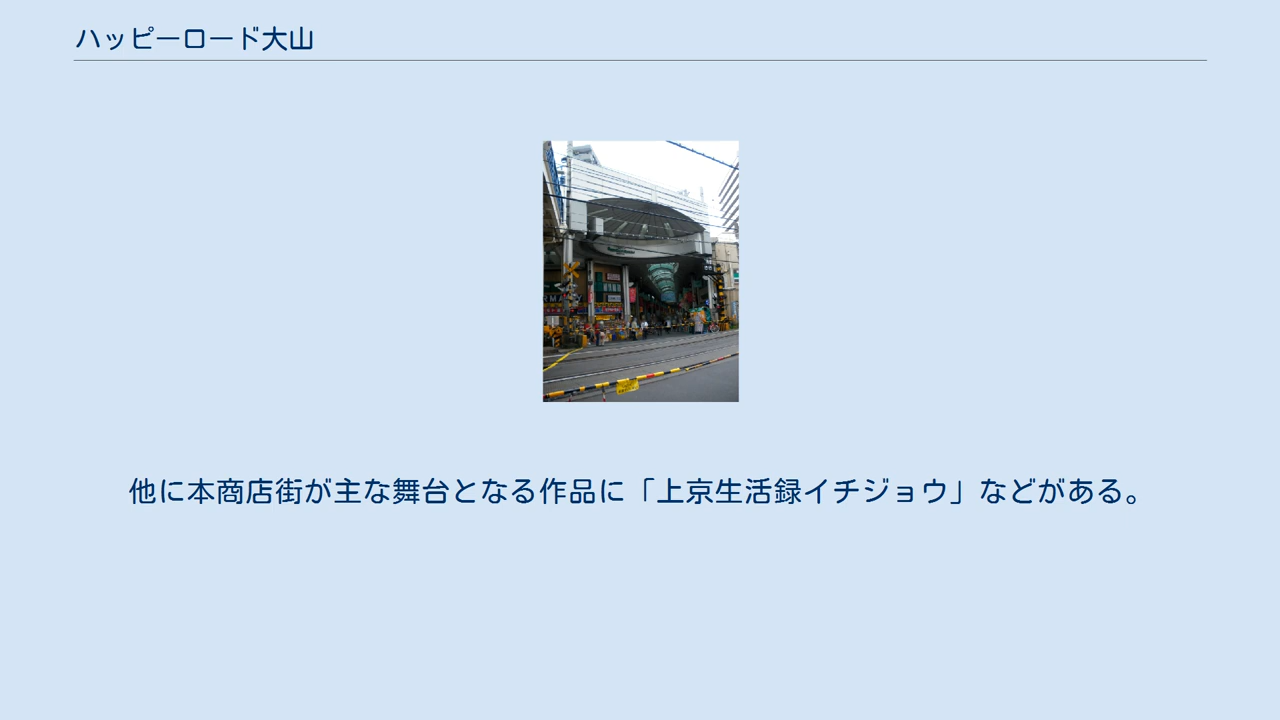 ハッピーロード大山
他に本商店街が主な舞台となる作品に「上京生活録イチジョウ」などがある。